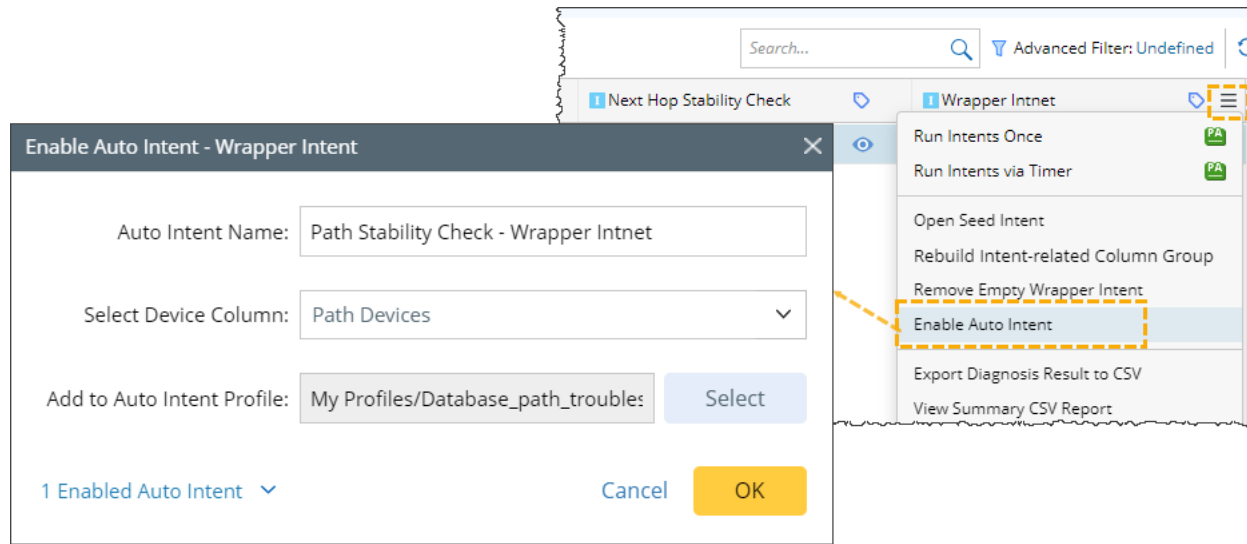 Search...
Advanced Filter: Undefined
Next Hop Stability Check
Wrapper Intnet
Run Intents Once PA
Run Intents via Timer PA
Open Seed Intent
Rebuild Intent-related Column Group
Remove Empty Wrapper Intent
Enable Auto Intent
Export Diagnosis Result to CSV
View Summary CSV Report
Enable Auto Intent - Wrapper Intent
Auto Intent Name: Path Stability Check - Wrapper Intnet
Select Device Column: Path Devices
Add to Auto Intent Profile: My Profiles/Database_path_troubles Select
1 Enabled Auto Intent Cancel OK